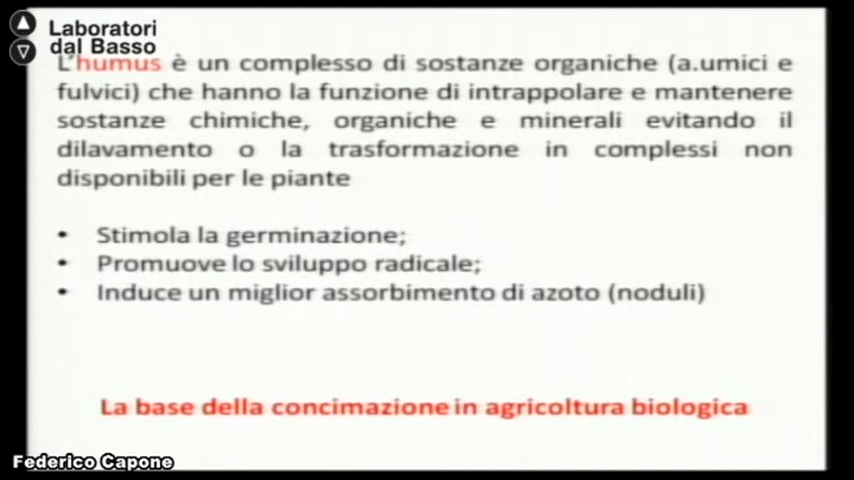 Laboratori
dal Basso
L'humus è un complesso di sostanze organiche (a.umici e
fulvici) che hanno la funzione di intrappolare e mantenere
sostanze chimiche, organiche e minerali evitando il
dilavamento o la trasformazione in complessi non
disponibili per le piante
• Stimola la germinazione;
• Promuove lo sviluppo radicale;
• Induce un miglior assorbimento di azoto (noduli)
La base della concimazione in agricoltura biologica
Federico Capone